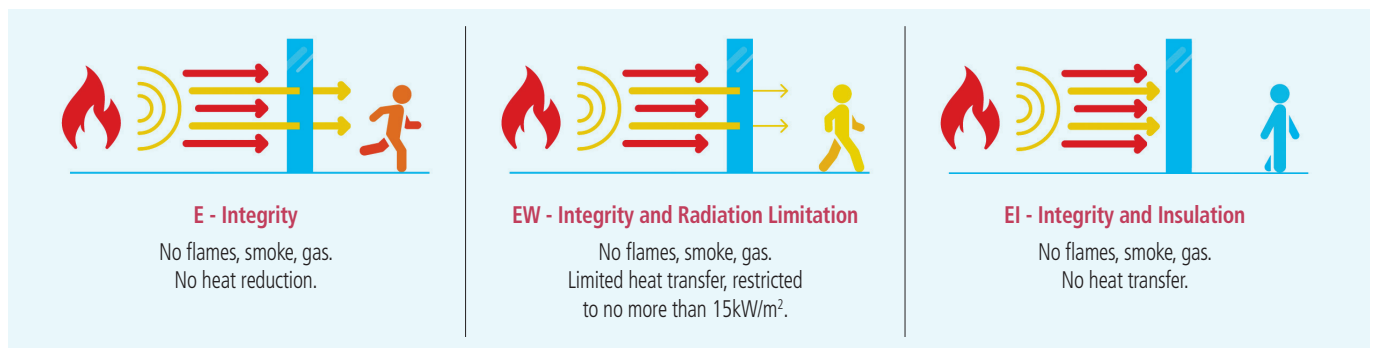 E - Integrity
No flames, smoke, gas.
No heat reduction.
EW - Integrity and Radiation Limitation
No flames, smoke, gas.
Limited heat transfer, restricted
to no more than 15kW/m².
EI - Integrity and Insulation
No flames, smoke, gas.
No heat transfer.